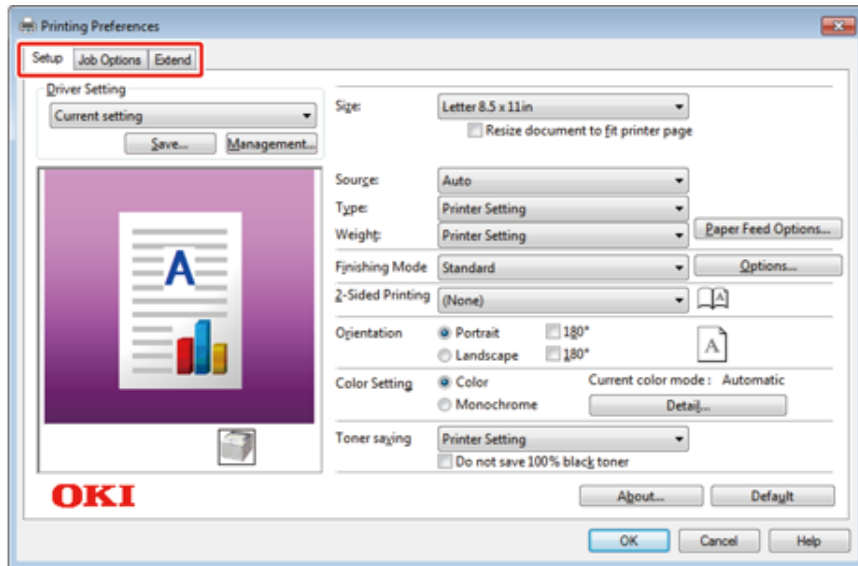 Printing Preferences
Setup Job Options Extend
Driver Setting
Current setting
Save... Management...
A
OKI
Size: Letter 8.5 x 11in
Resize document to fit printer page
Source: Auto
Type: Printer Setting
Weight: Printer Setting Paper Feed Options...
Finishing Mode Standard Options...
2-Sided Printing (None) A
Orientation Portrait 180°
Landscape 180° A
Color Setting Color Current color mode : Automatic
Monochrome Detail...
Toner saving Printer Setting
Do not save 100% black toner
About... Default
OK Cancel Help